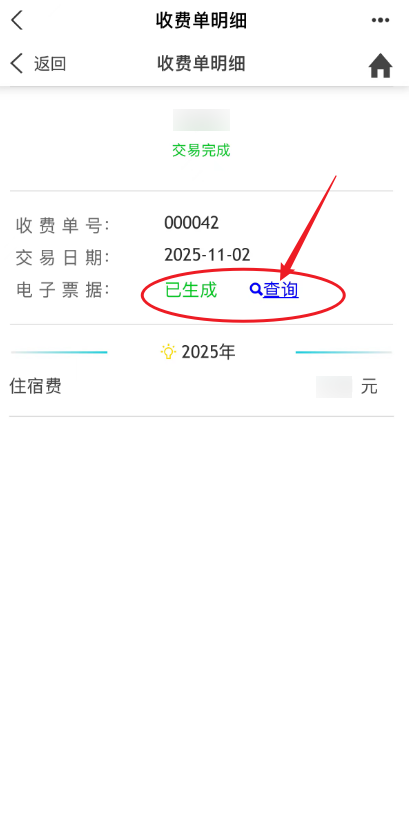 收费单明细
返回 收费单明细
交易完成
收费单号： 000042
交易日期： 2025-11-02
电子票据： 已生成 查询
2025年
住宿费 元